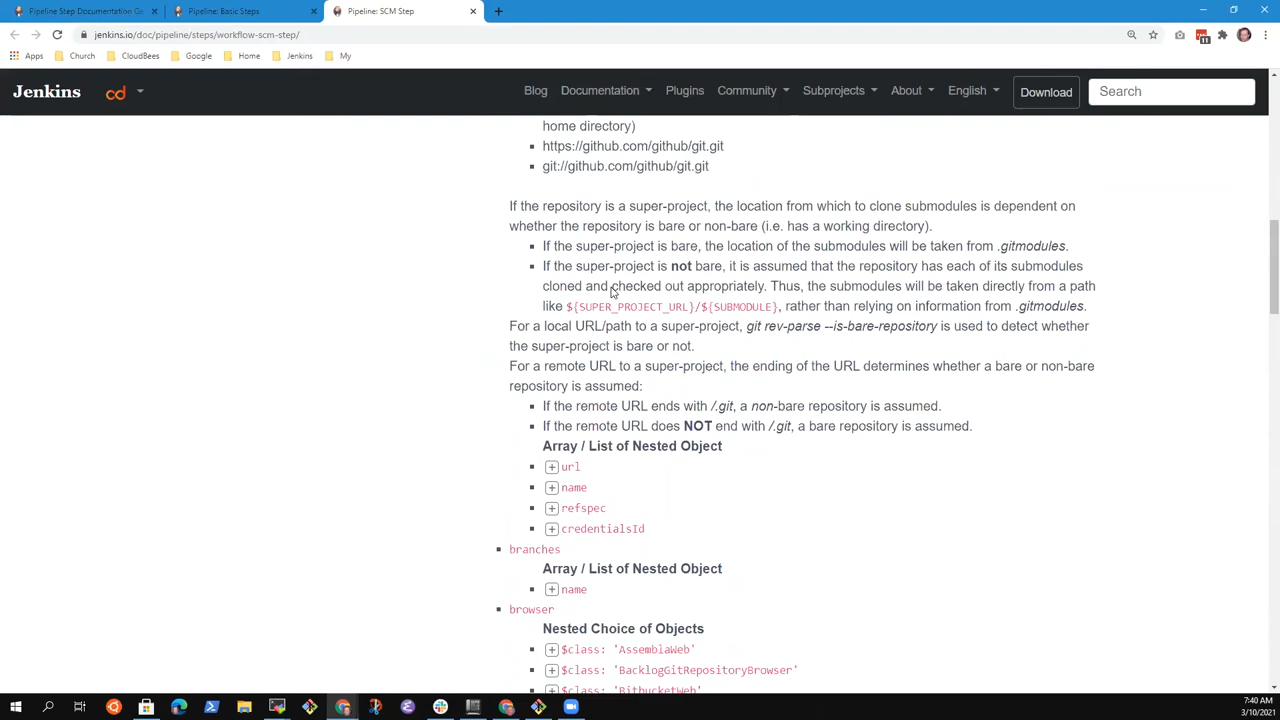 Pipeline Step Documentation Ge
Pipeline: Basic Steps
Pipeline: SCM Step
jenkins.io/doc/pipeline/steps/workflow-scm-step/
11
Apps
Church
CloudBees
Google
Home
Jenkins
My
Jenkins
cd
Blog
Documentation
Plugins
Community
Subprojects
About
English
Download
Search
home directory)
https://github.com/github/git.git
git://github.com/github/git.git
If the repository is a super-project, the location from which to clone submodules is dependent on
whether the repository is bare or non-bare (i.e. has a working directory).
If the super-project is bare, the location of the submodules will be taken from .gitmodules.
If the super-project is not bare, it is assumed that the repository has each of its submodules
cloned and checked out appropriately. Thus, the submodules will be taken directly from a path
like ${SUPER_PROJECT_URL}/${SUBMODULE}, rather than relying on information from .gitmodules.
For a local URL/path to a super-project, git rev-parse --is-bare-repository is used to detect whether
the super-project is bare or not.
For a remote URL to a super-project, the ending of the URL determines whether a bare or non-bare
repository is assumed:
If the remote URL ends with /.git, a non-bare repository is assumed.
If the remote URL does NOT end with /.git, a bare repository is assumed.
Array / List of Nested Object
url
name
refspec
credentialsId
branches
Array / List of Nested Object
name
browser
Nested Choice of Objects
$class: 'AssemblaWeb'
$class: 'BacklogGitRepositoryBrowser'
$class: 'BitbucketWeb'
7:40 AM
3/10/2021